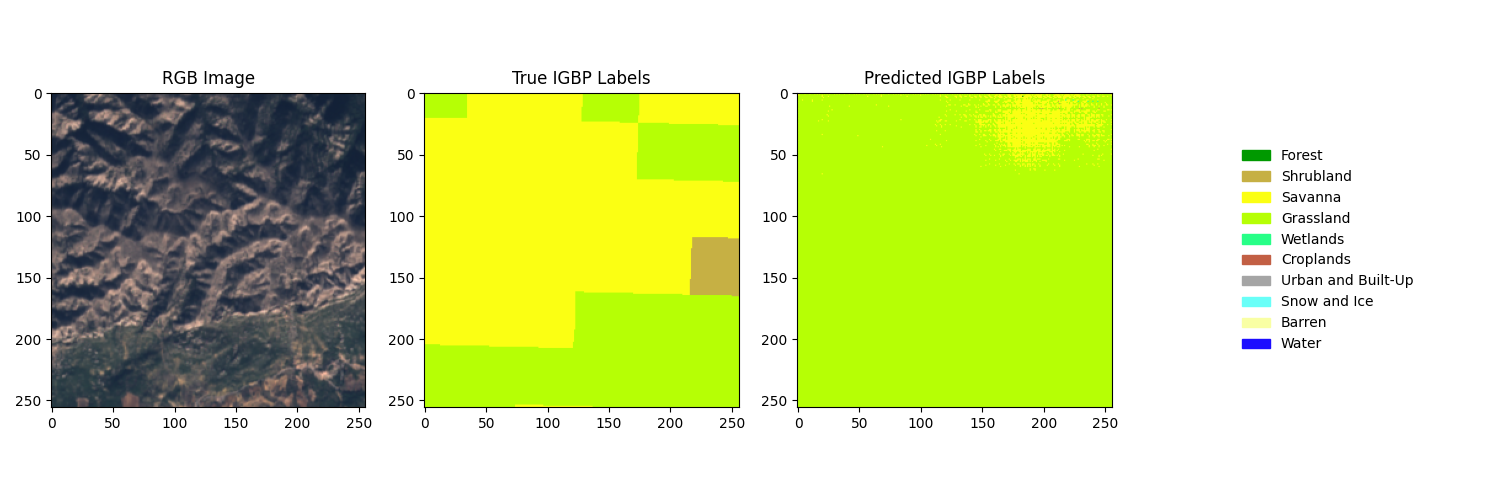 RGB Image
True IGBP Labels
Predicted IGBP Labels
0
50
100
150
200
250
0 50 100 150 200 250
0
50
100
150
200
250
0 50 100 150 200 250
0
50
100
150
200
250
0 50 100 150 200 250
Forest
Shrubland
Savanna
Grassland
Wetlands
Croplands
Urban and Built-Up
Snow and Ice
Barren
Water